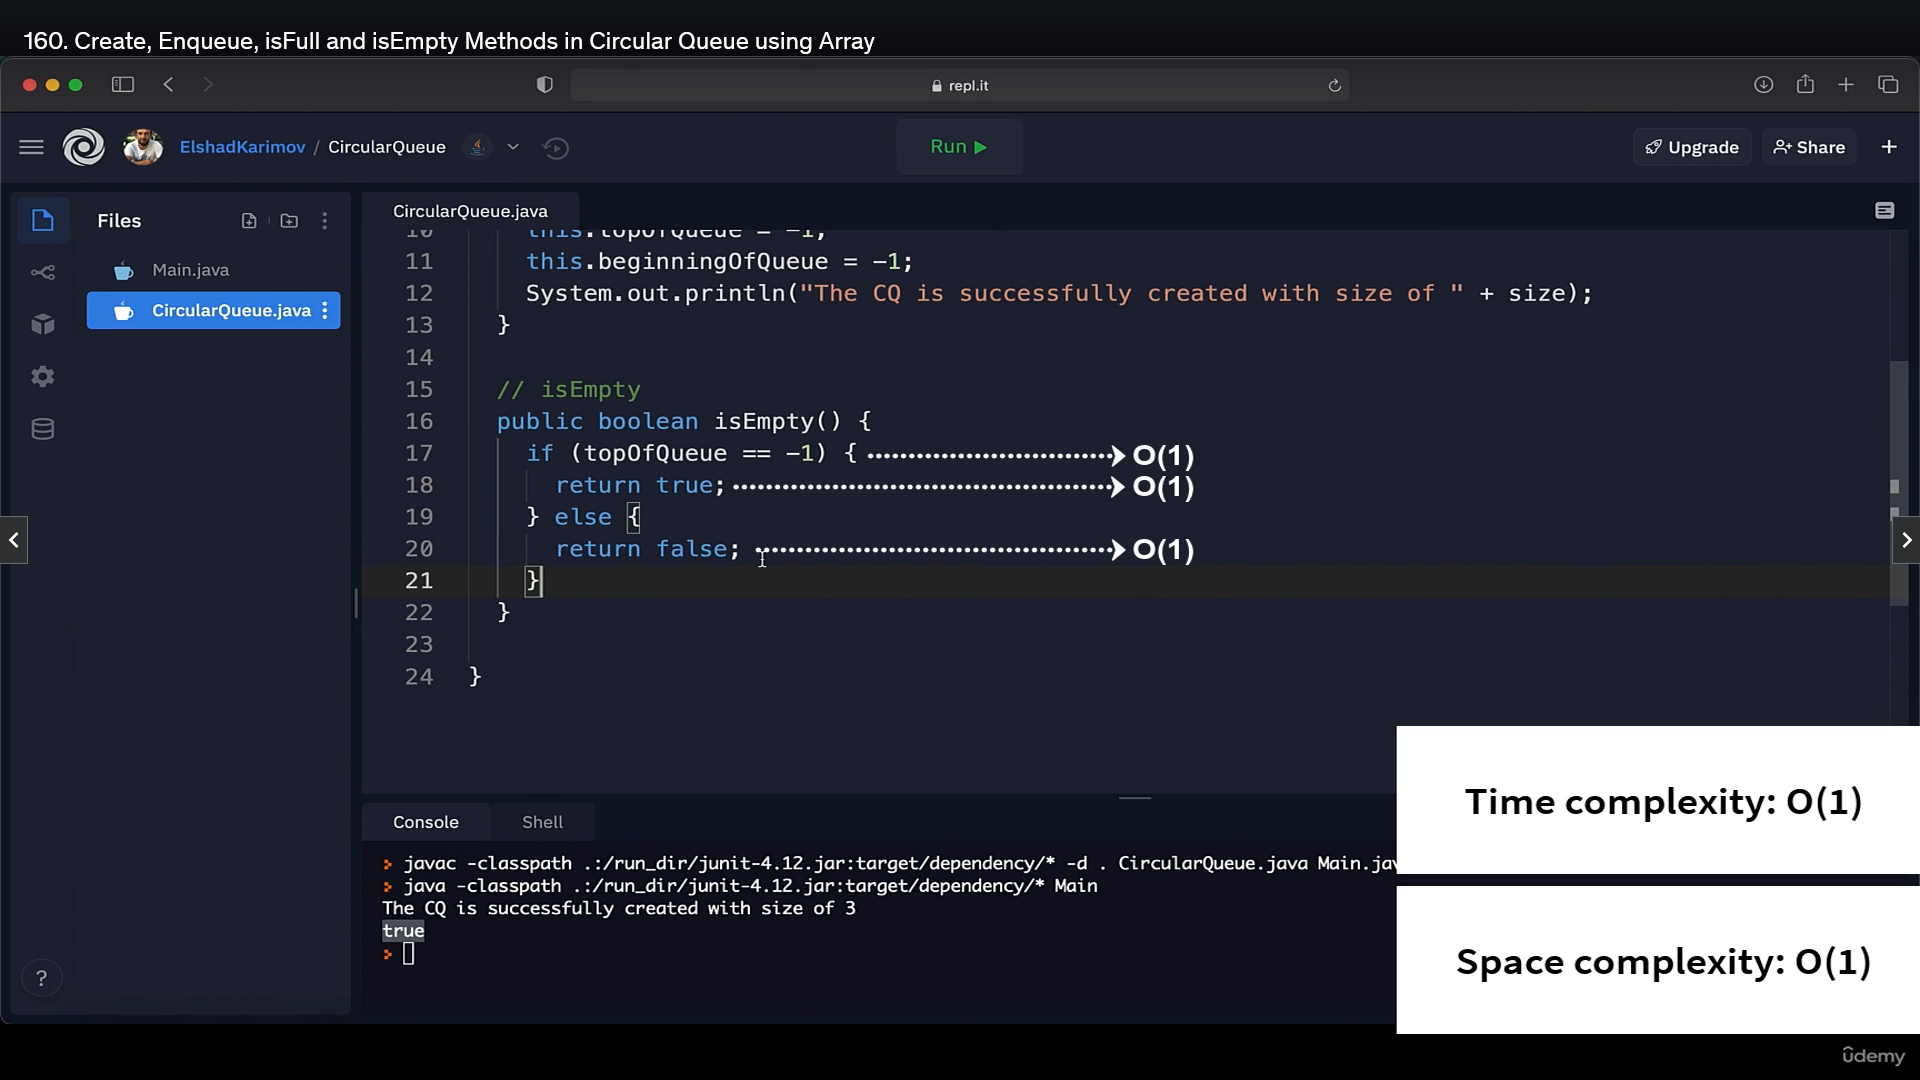 160. Create, Enqueue, isFull and isEmpty Methods in Circular Queue using Array
repl.it
ElshadKarimov / CircularQueue
Run
Upgrade
Share
Files
CircularQueue.java
Main.java
CircularQueue.java
10 this.topOfQueue = -1;
11 this.beginningOfQueue = -1;
12 System.out.println("The CQ is successfully created with size of " + size);
13 }
14
15 // isEmpty
16 public boolean isEmpty() {
17 if (topOfQueue == -1) { O(1)
18 return true; O(1)
19 } else {
20 return false; O(1)
21 }
22 }
23
24 }
Time complexity: O(1)
Console Shell
> javac -classpath .:/run_dir/junit-4.12.jar:target/dependency/* -d . CircularQueue.java Main.jav
> java -classpath .:/run_dir/junit-4.12.jar:target/dependency/* Main
The CQ is successfully created with size of 3
true
>
Space complexity: O(1)
?
ûdemy